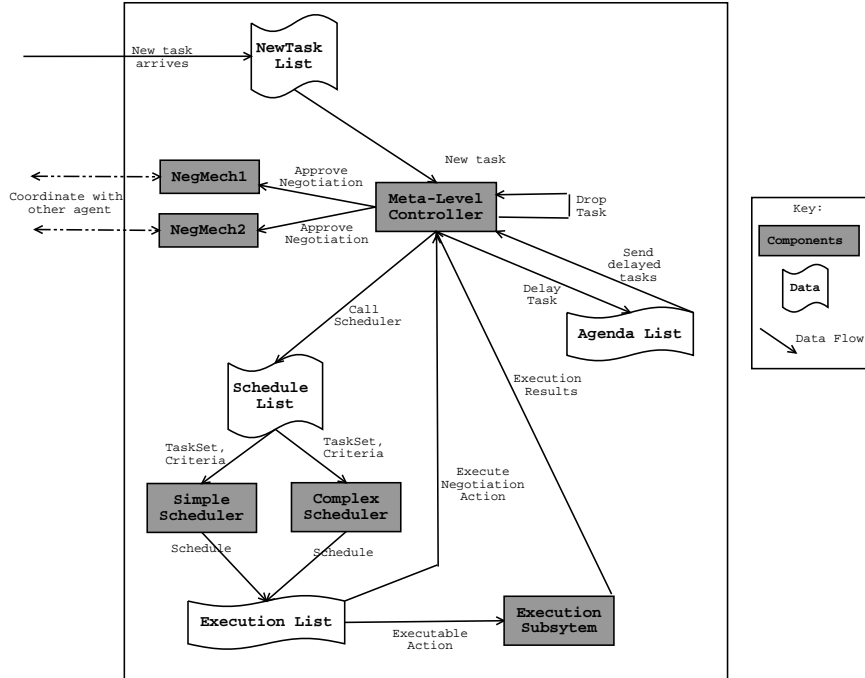 NewTask
List
New task
arrives
New task
NegMech1
Approve
Negotiation
Meta-Level
Controller
Drop
Task
Coordinate with
other agent
NegMech2
Approve
Negotiation
Key:
Components
Data
Data Flow
Send
delayed
tasks
Delay
Task
Call
Scheduler
Agenda List
Schedule
List
Execution
Results
TaskSet,
Criteria
TaskSet,
Criteria
Execute
Negotiation
Action
Simple
Scheduler
Complex
Scheduler
Schedule
Schedule
Execution List
Executable
Action
Execution
Subsytem